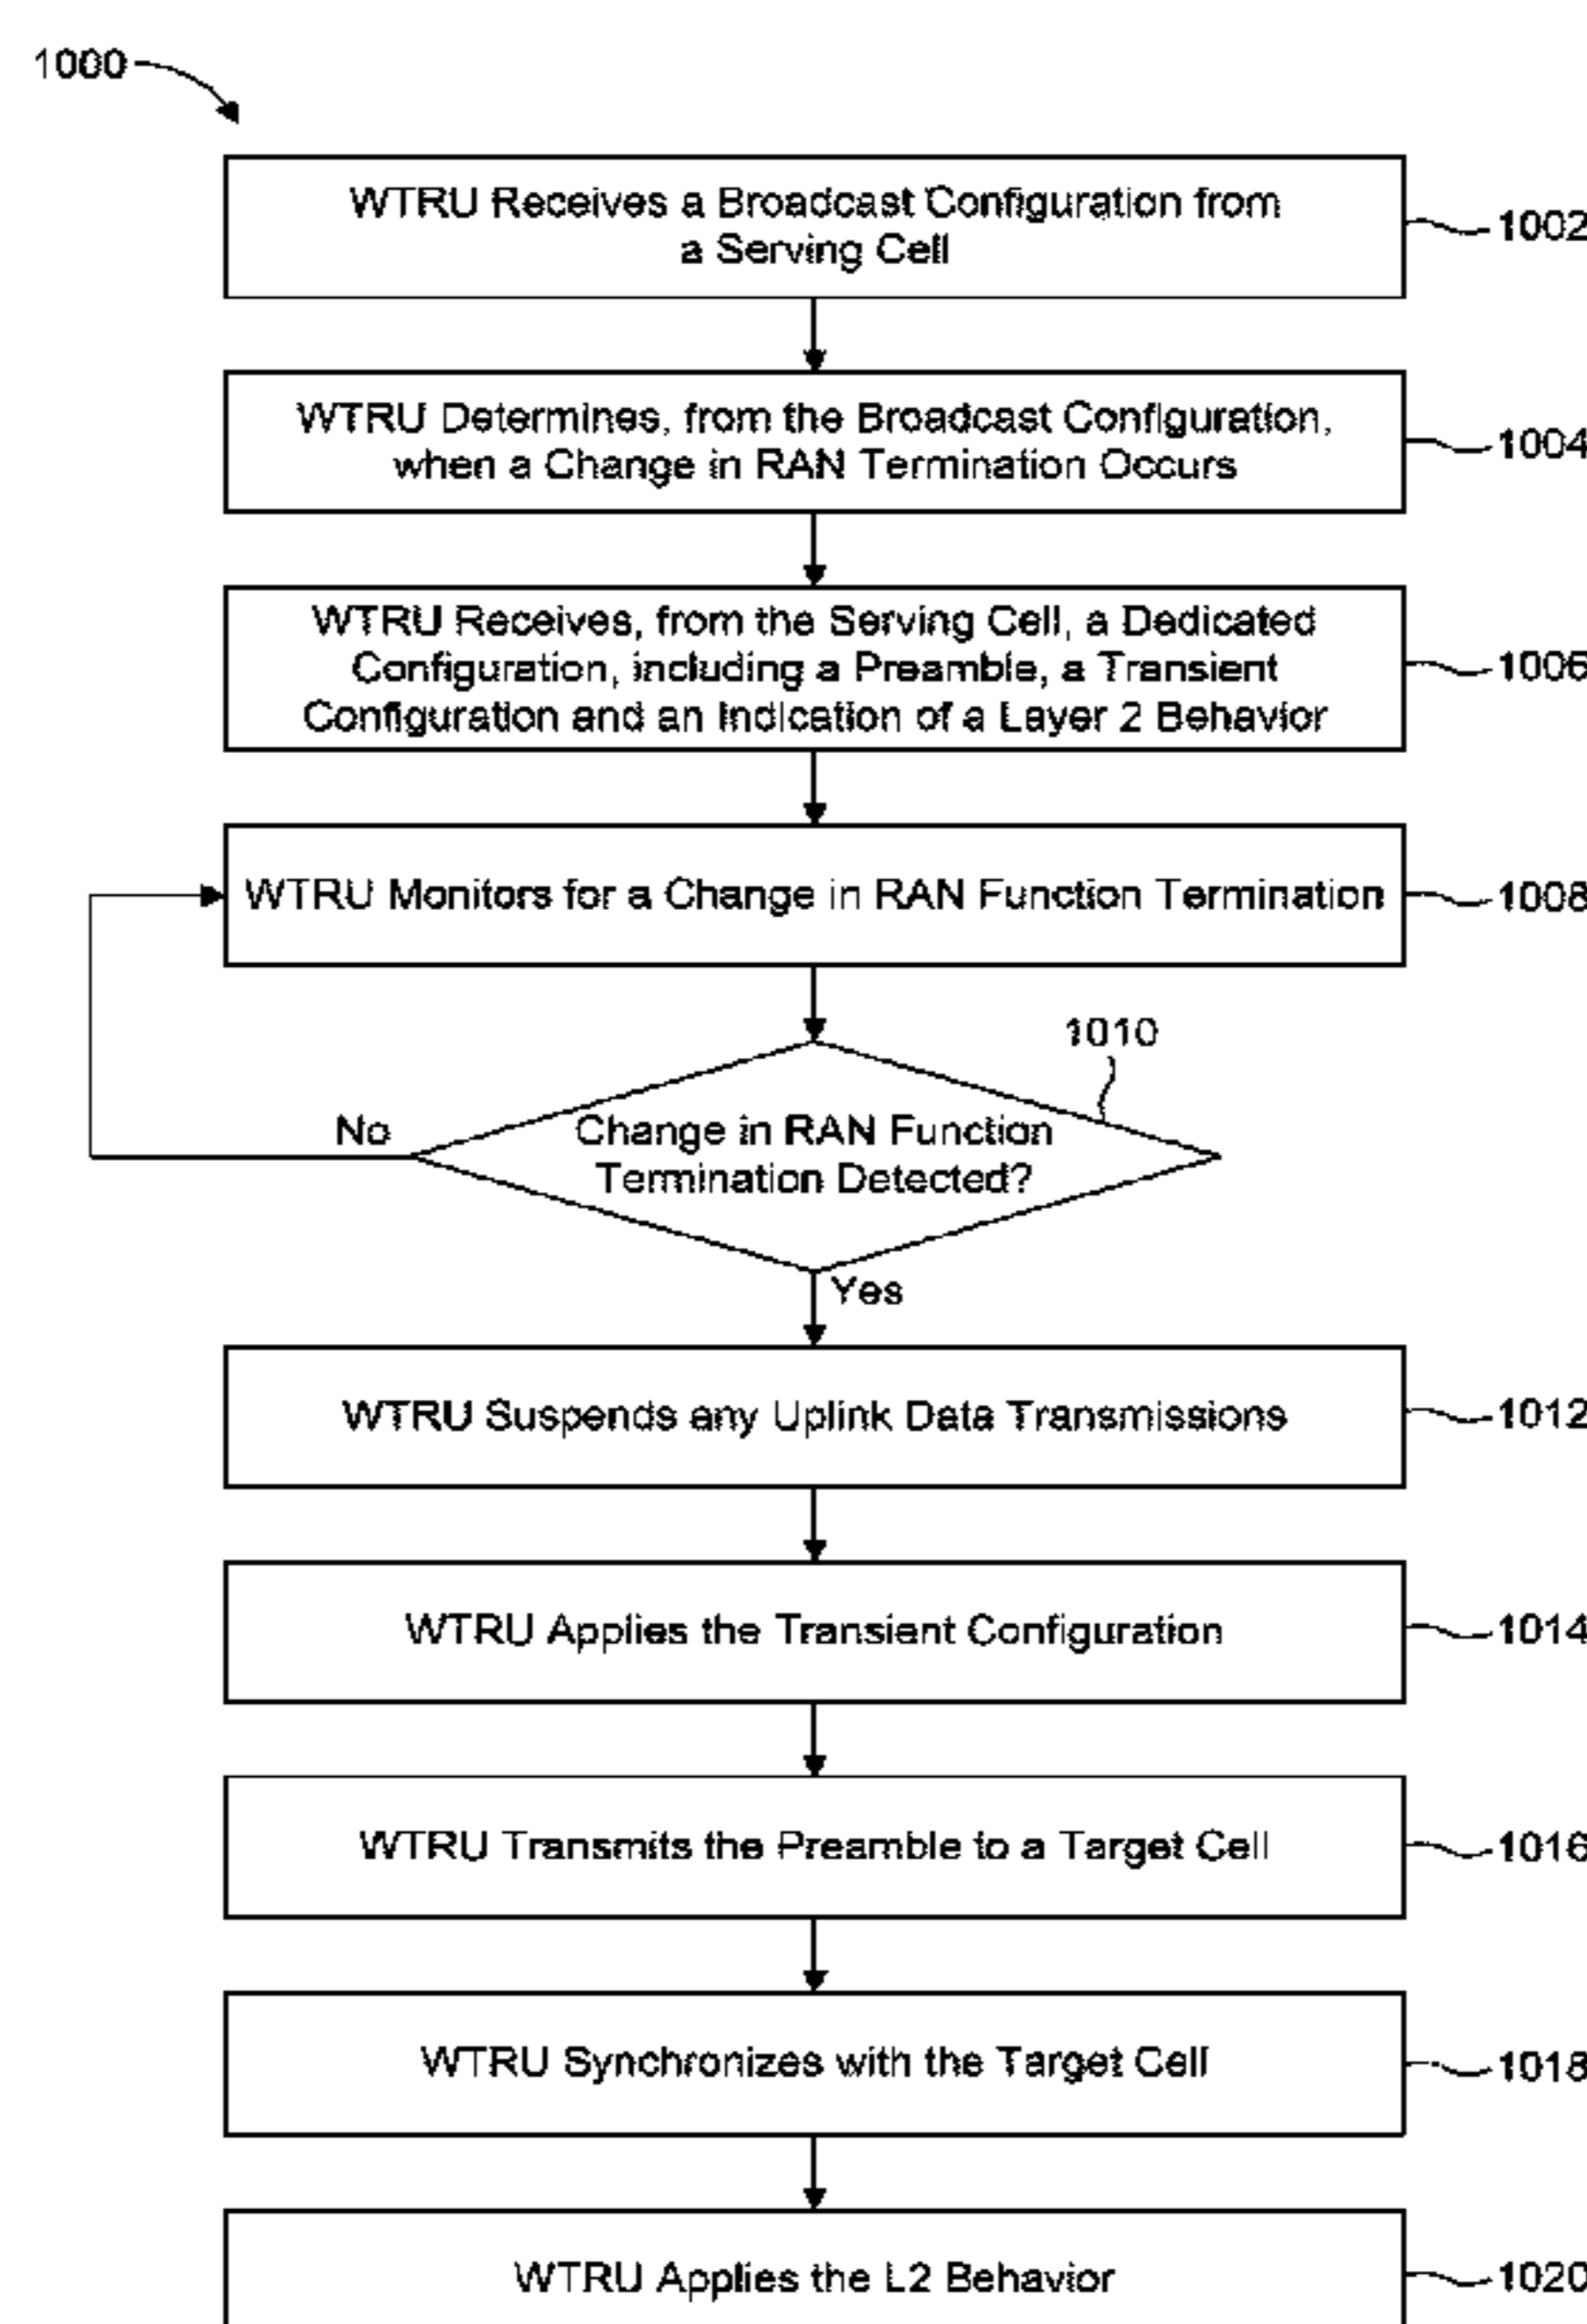 1000
WTRU Receives a Broadcast Configuration from
a Serving Cell
1002
WTRU Determines, from the Broadcast Configuration,
when a Change in RAN Termination Occurs
1004
WTRU Receives, from the Serving Cell, a Dedicated
Configuration, including a Preamble, a Transient
Configuration and an Indication of a Layer 2 Behavior
1006
WTRU Monitors for a Change in RAN Function Termination
1008
1010
Change in RAN Function
Termination Detected?
No
Yes
WTRU Suspends any Uplink Data Transmissions
1012
WTRU Applies the Transient Configuration
1014
WTRU Transmits the Preamble to a Target Cell
1016
WTRU Synchronizes with the Target Cell
1018
WTRU Applies the L2 Behavior
1020